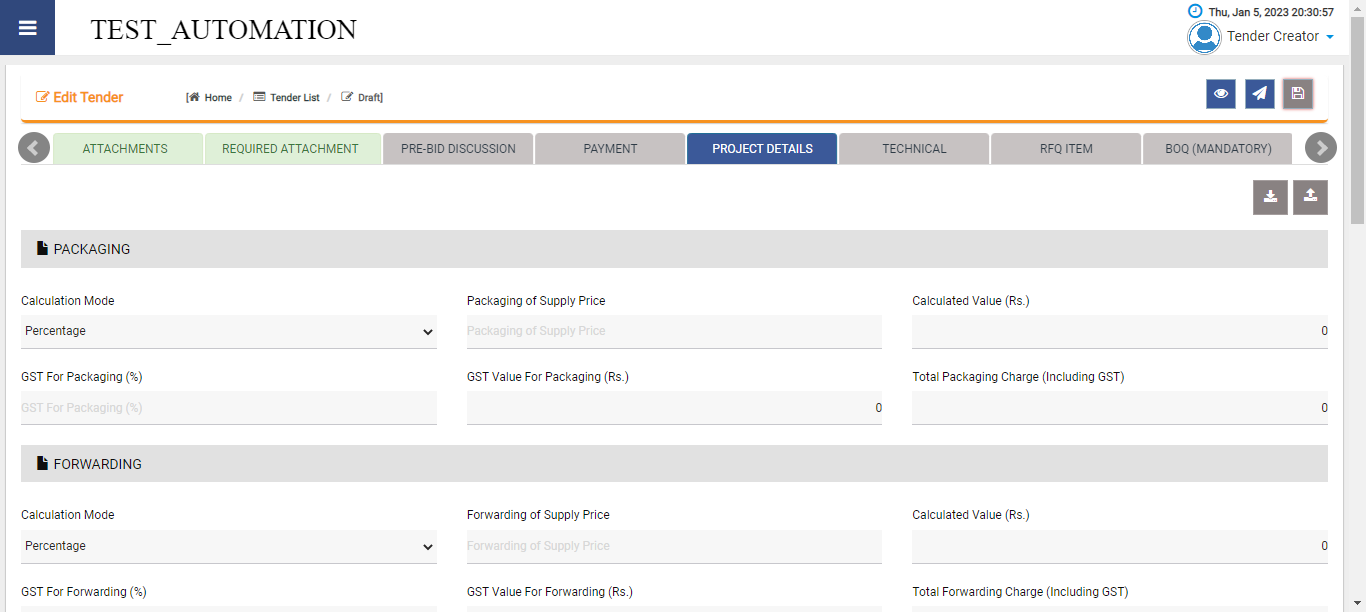 Thu, Jan 5, 2023 20:30:57
TEST_AUTOMATION
Tender Creator
Edit Tender [ Home / Tender List / Draft]
ATTACHMENTS REQUIRED ATTACHMENT PRE-BID DISCUSSION PAYMENT PROJECT DETAILS TECHNICAL RFQ ITEM BOQ (MANDATORY)
PACKAGING
Calculation Mode Packaging of Supply Price Calculated Value (Rs.)
Percentage Packaging of Supply Price 0
GST For Packaging (%) GST Value For Packaging (Rs.) Total Packaging Charge (Including GST)
GST For Packaging (%) 0 0
FORWARDING
Calculation Mode Forwarding of Supply Price Calculated Value (Rs.)
Percentage Forwarding of Supply Price 0
GST For Forwarding (%) GST Value For Forwarding (Rs.) Total Forwarding Charge (Including GST)